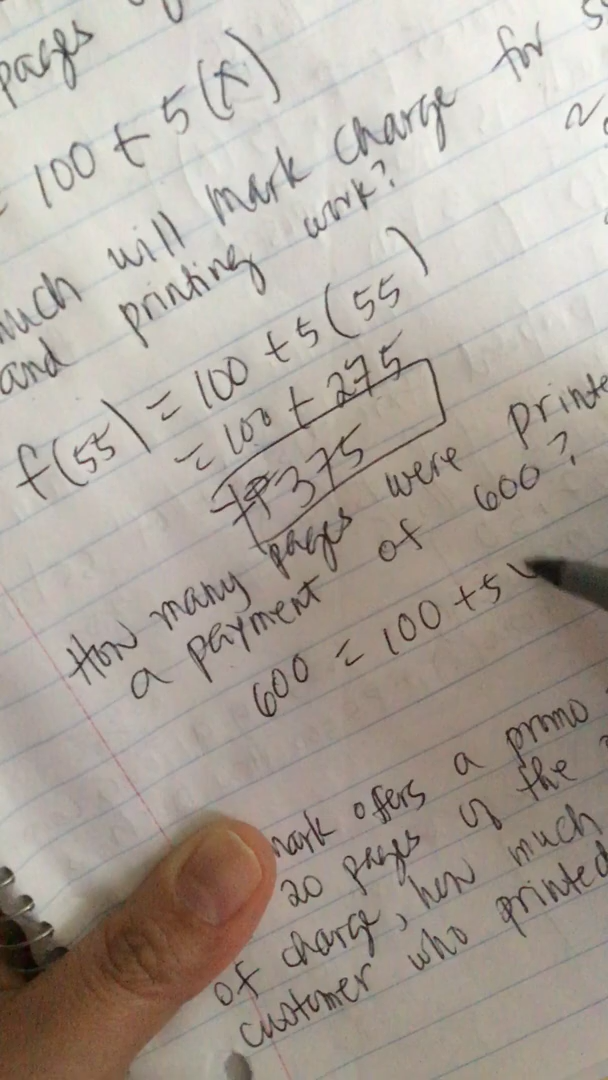 pages
= 100 + 5(x)
much will mark charge for
and printing work?
f(55) = 100 + 5(55)
= 100 + 275
₱375
How many pages were printe
a payment of 600?
600 = 100 + 5
mark offers a promo
20 pages of the
of charge, how much
customer who printed